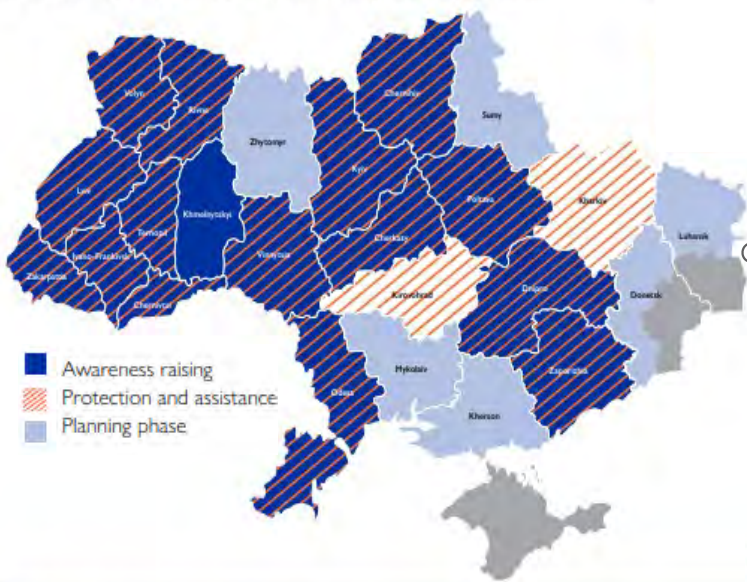 Volyn
Rivne
Chernihiv
Sumy
Zhytomyr
Kyiv
Lviv
Khmelnytskyi
Ternopil
Poltava
Kharkiv
Luhansk
Ivano-Frankivsk
Cherkasy
Vinnytsia
Zakarpattia
Chernivtsi
Kirovohrad
Dnipro
Donetsk
Mykolaiv
Odesa
Kherson
Awareness raising
Protection and assistance
Planning phase